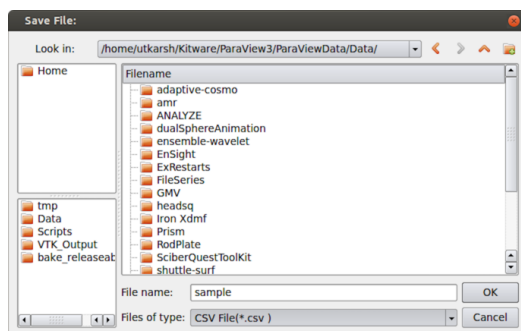 Save File:
Look in: /home/utkarsh/Kitware/ParaView3/ParaViewData/Data/
Home
Filename
adaptive-cosmo
amr
ANALYZE
dualSphereAnimation
ensemble-wavelet
EnSight
ExRestarts
FileSeries
GMV
headsq
Iron Xdmf
Prism
RodPlate
SciberQuestToolKit
shuttle-surf
tmp
Data
Scripts
VTK_Output
bake_releaseab
File name: sample OK
Files of type: CSV File(*.csv ) Cancel